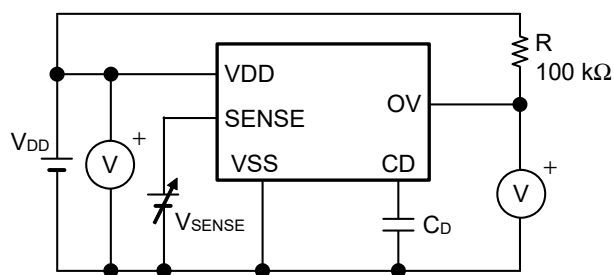 R
100 kΩ
VDD
OV
SENSE
VDD
+
V
VSS
CD
+
V
VSENSE
CD